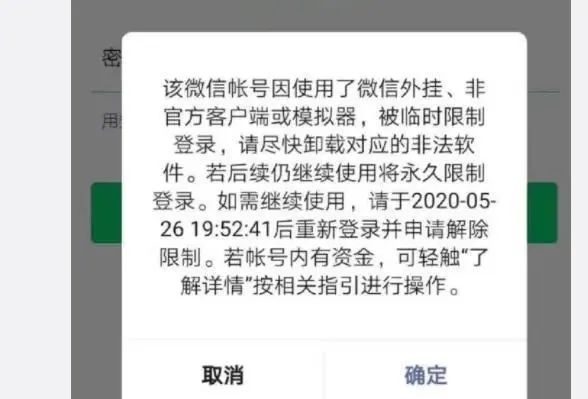 密
该微信帐号因使用了微信外挂、非
官方客户端或模拟器，被临时限制
登录，请尽快卸载对应的非法软
件。若后续仍继续使用将永久限制
登录。如需继续使用，请于2020-05-
26 19:52:41后重新登录并申请解除
限制。若帐号内有资金，可轻触“了
解详情”按相关指引进行操作。
用
取消 确定